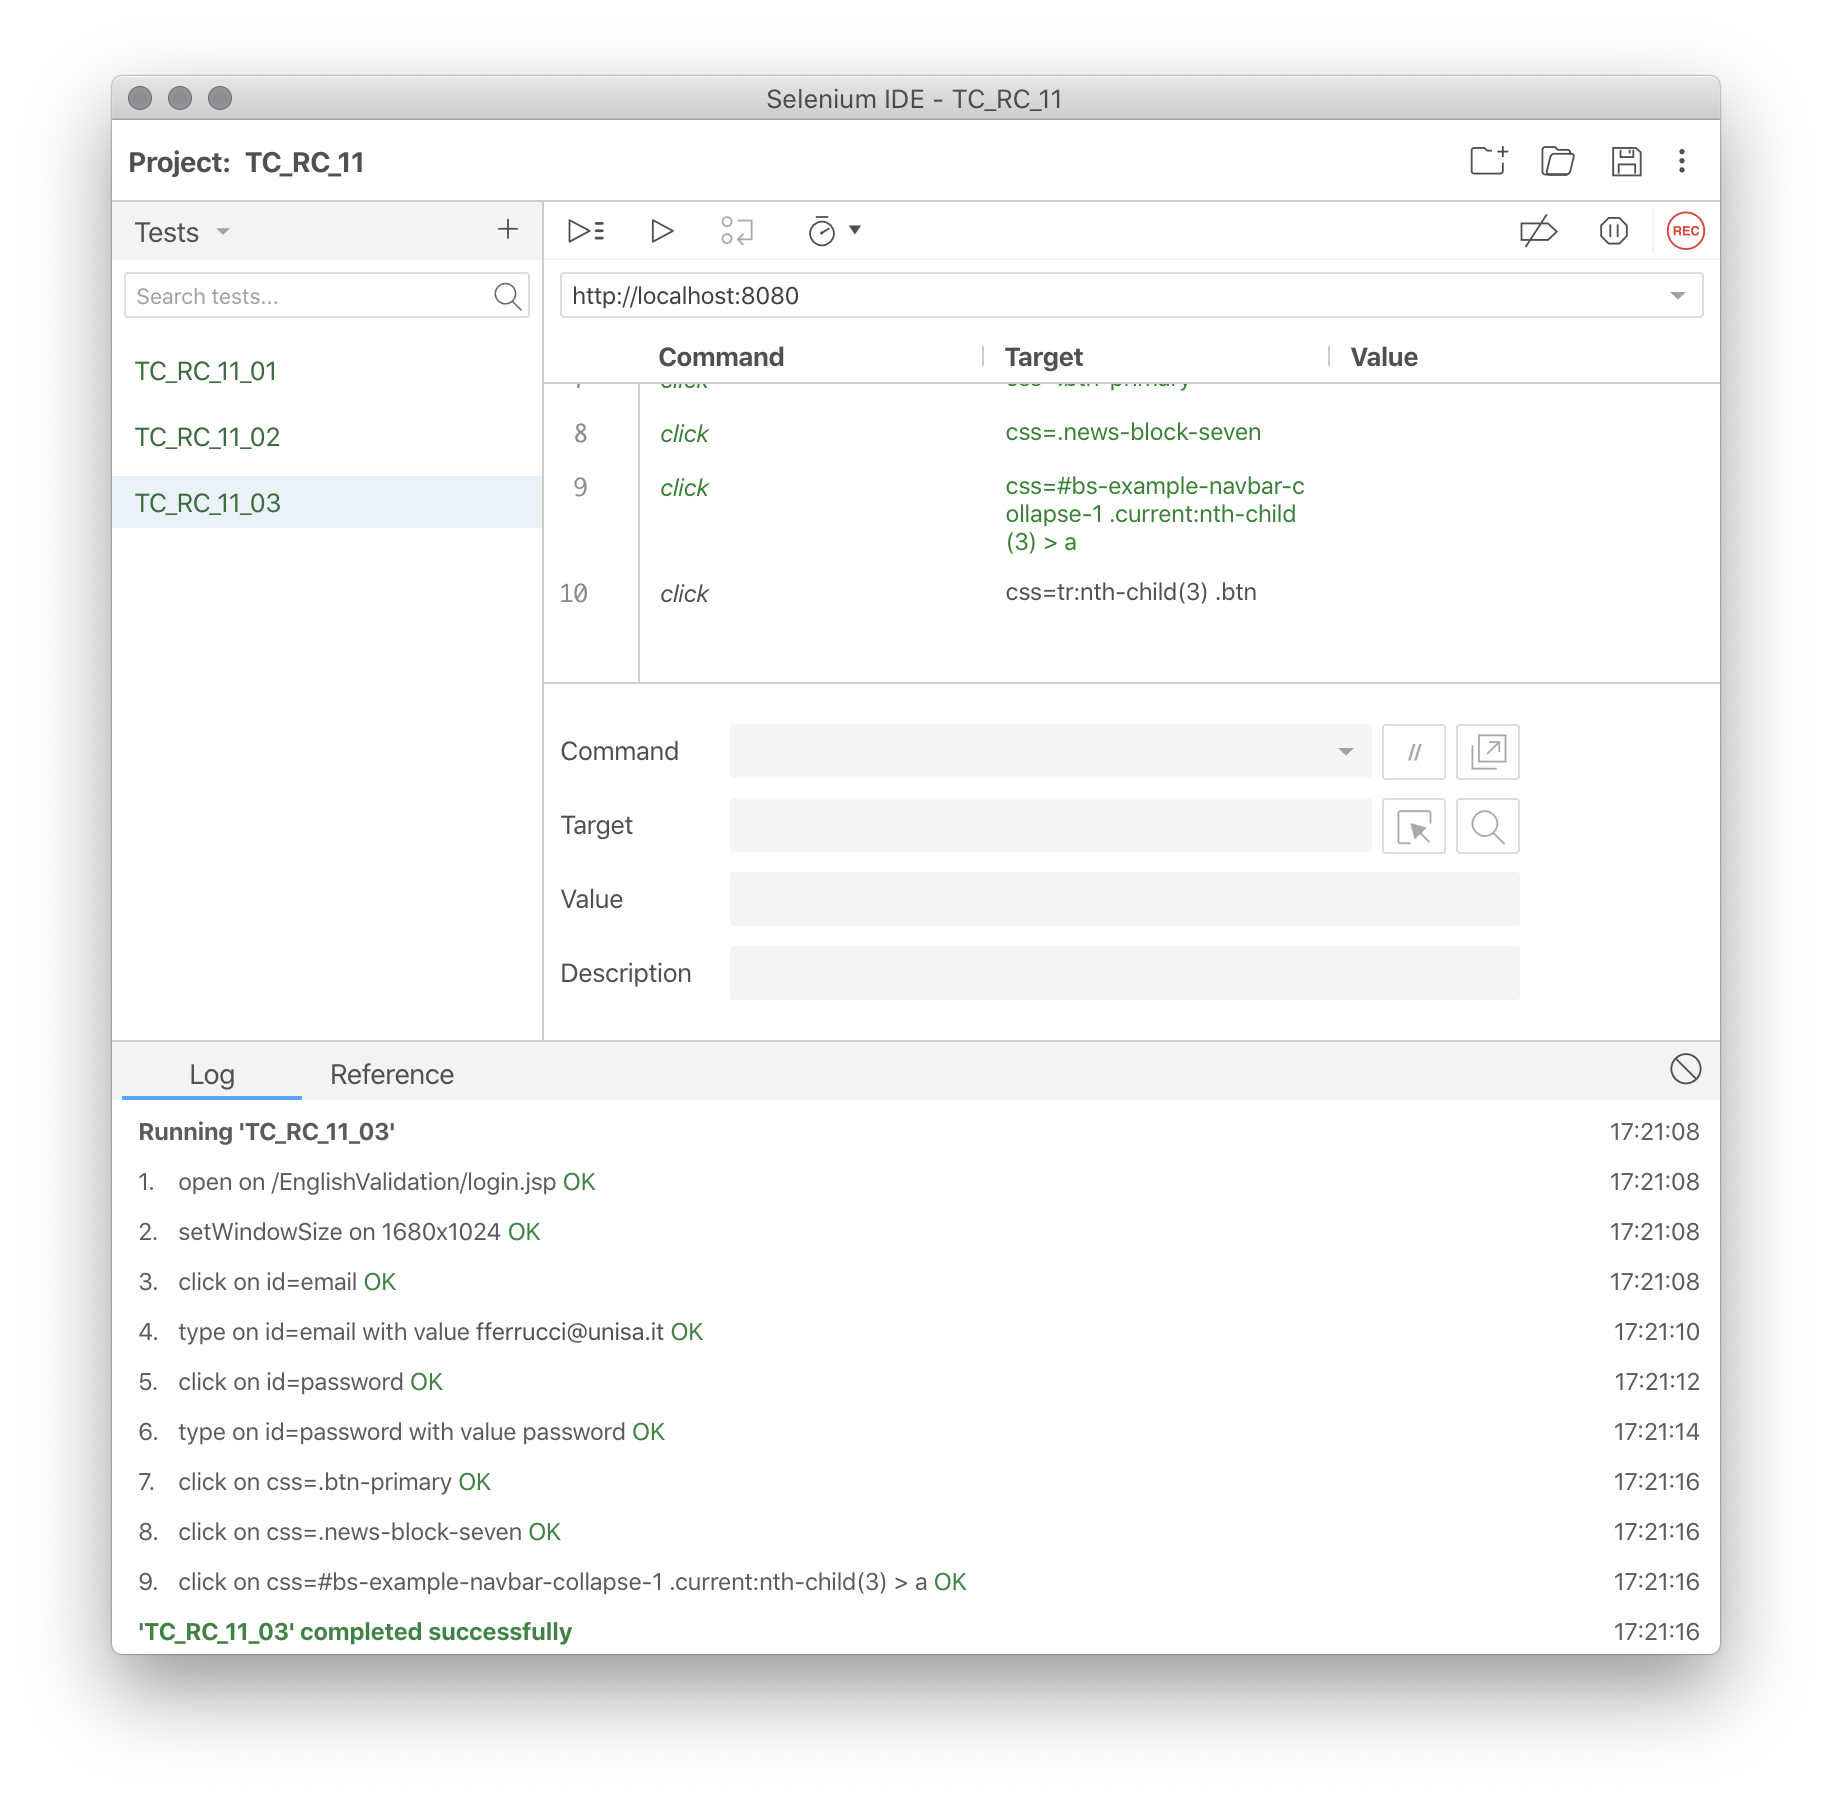 Selenium IDE - TC_RC_11
Project: TC_RC_11
Tests
Search tests...
TC_RC_11_01
TC_RC_11_02
TC_RC_11_03
REC
http://localhost:8080
Command Target Value
click css=.btn-primary
8 click css=.news-block-seven
9 click css=#bs-example-navbar-c
ollapse-1 .current:nth-child
(3) > a
10 click css=tr:nth-child(3) .btn
Command //
Target
Value
Description
Log Reference
Running 'TC_RC_11_03' 17:21:08
1. open on /EnglishValidation/login.jsp OK 17:21:08
2. setWindowSize on 1680x1024 OK 17:21:08
3. click on id=email OK 17:21:08
4. type on id=email with value fferrucci@unisa.it OK 17:21:10
5. click on id=password OK 17:21:12
6. type on id=password with value password OK 17:21:14
7. click on css=.btn-primary OK 17:21:16
8. click on css=.news-block-seven OK 17:21:16
9. click on css=#bs-example-navbar-collapse-1 .current:nth-child(3) > a OK 17:21:16
'TC_RC_11_03' completed successfully 17:21:16